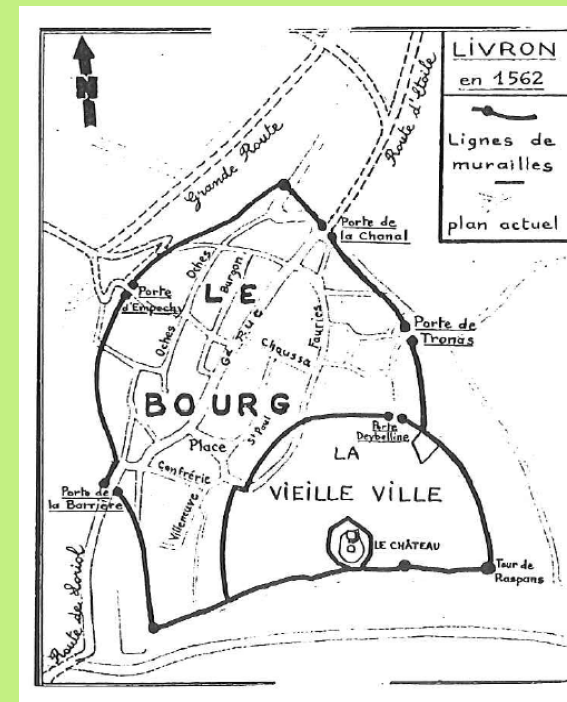 LIVRON
en 1562
Lignes de
murailles
plan actuel
N
Grande Route
Route d'Etoile
Porte de
la Chanal
Porte
d'Empechy
Oches
Burgon
LE
Oches
Gde Rue
Chaussa
Fauries
Porte de
Tronas
BOURG
St Paul
Place
Porte
Deybelline
LA
VIEILLE VILLE
Confrérie
Villeneuve
Porte de
la Barrière
LE CHÂTEAU
Tour de
Raspans
Route de Loriol